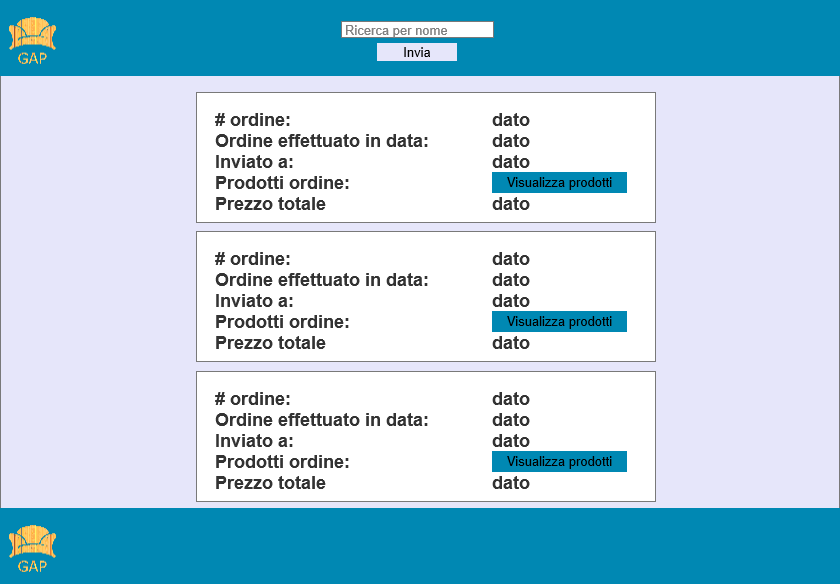 GAP
Ricerca per nome
Invia
# ordine: dato
Ordine effettuato in data: dato
Inviato a: dato
Prodotti ordine: Visualizza prodotti
Prezzo totale dato
# ordine: dato
Ordine effettuato in data: dato
Inviato a: dato
Prodotti ordine: Visualizza prodotti
Prezzo totale dato
# ordine: dato
Ordine effettuato in data: dato
Inviato a: dato
Prodotti ordine: Visualizza prodotti
Prezzo totale dato
GAP